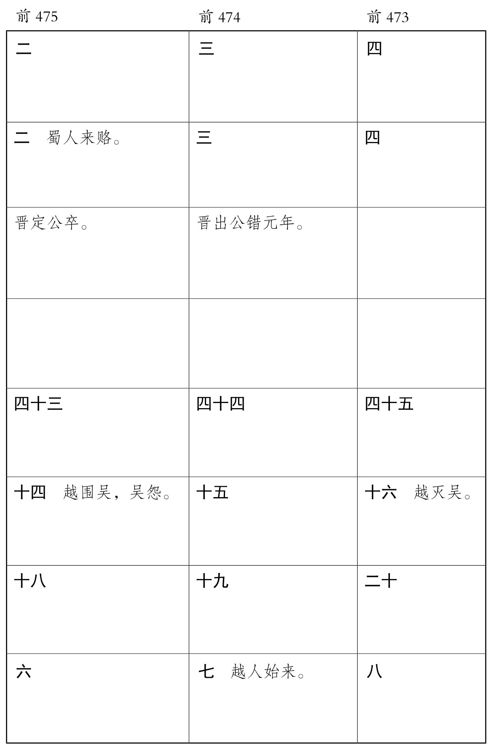 前 475 前 474 前 473
二 三 四
二 蜀人来赂。 三 四
晋定公卒。 晋出公错元年。
四十三 四十四 四十五
十四 越围吴，吴怨。 十五 十六 越灭吴。
十八 十九 二十
六 七 越人始来。 八